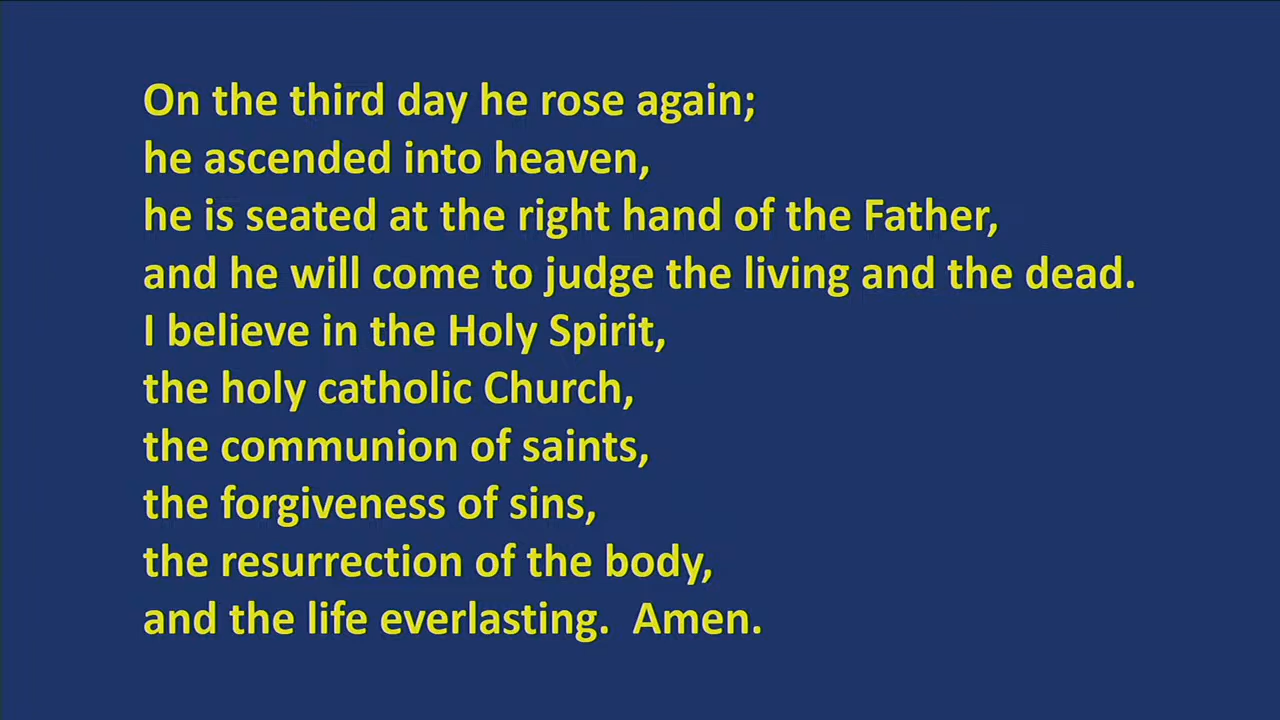 On the third day he rose again;
he ascended into heaven,
he is seated at the right hand of the Father,
and he will come to judge the living and the dead.
I believe in the Holy Spirit,
the holy catholic Church,
the communion of saints,
the forgiveness of sins,
the resurrection of the body,
and the life everlasting.  Amen.